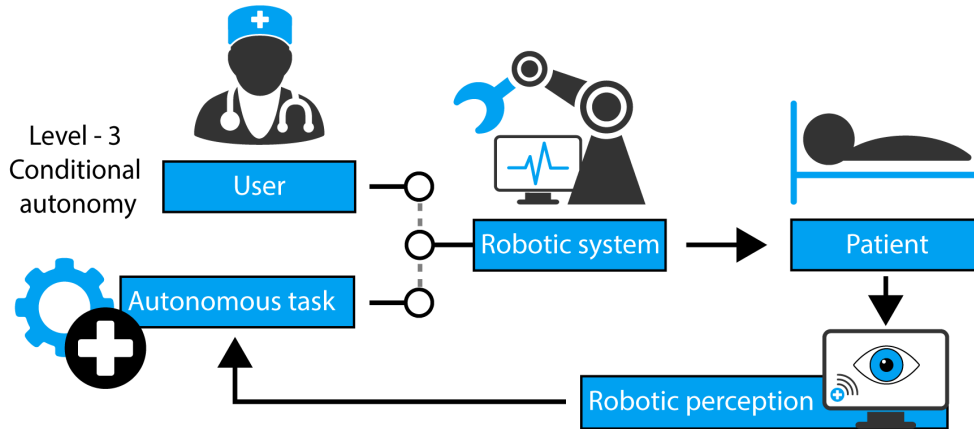 Level - 3
Conditional
autonomy
User
Robotic system
Patient
Autonomous task
Robotic perception